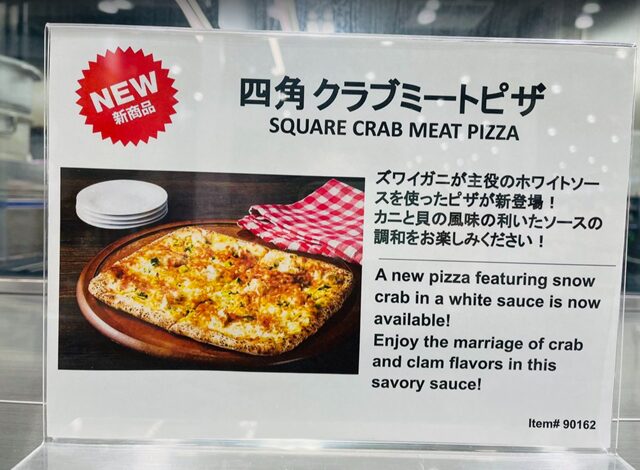 NEW
新商品
四角クラブミートピザ
SQUARE CRAB MEAT PIZZA
ズワイガニが主役のホワイトソー
スを使ったピザが新登場！
カニと貝の風味の利いたソースの
調和をお楽しみください！
A new pizza featuring snow
crab in a white sauce is now
available!
Enjoy the marriage of crab
and clam flavors in this
savory sauce!
Item# 90162